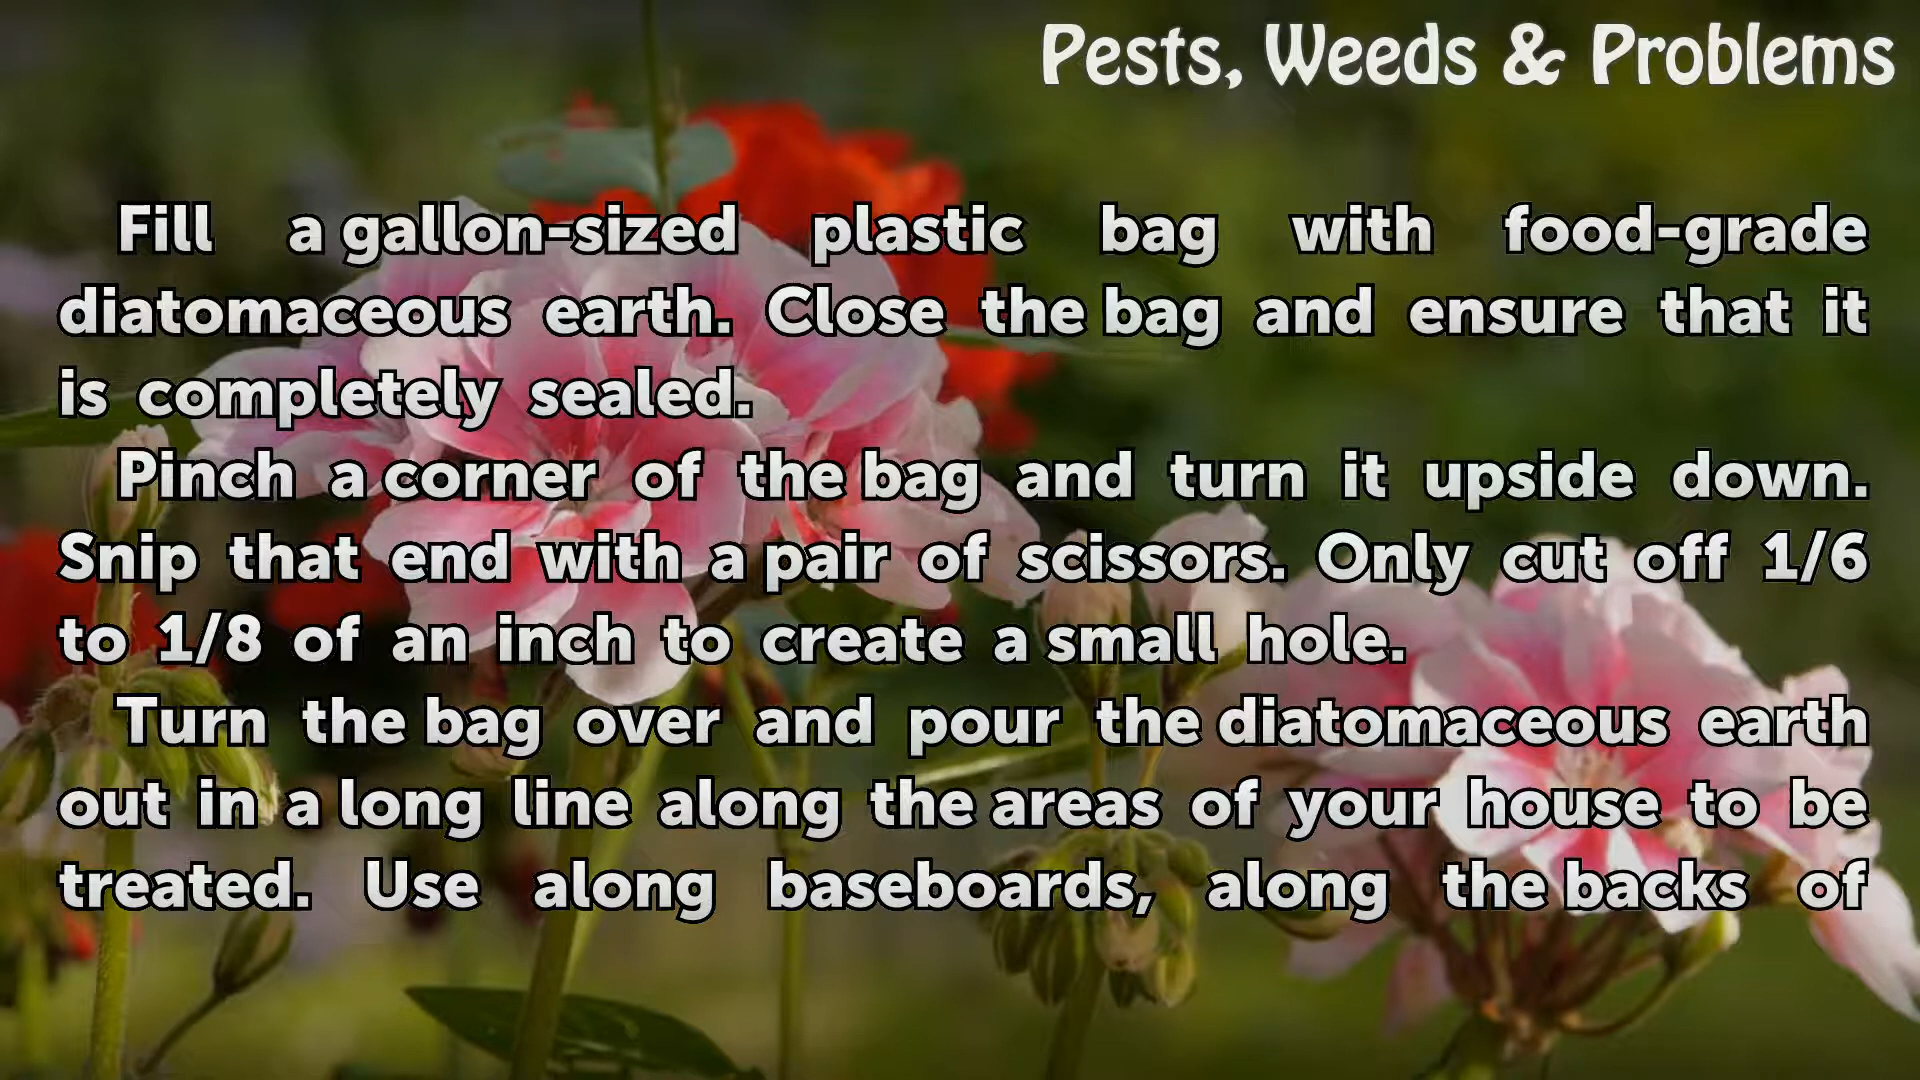 Pests, Weeds & Problems
Fill a gallon-sized plastic bag with food-grade
diatomaceous earth. Close the bag and ensure that it
is completely sealed.
Pinch a corner of the bag and turn it upside down.
Snip that end with a pair of scissors. Only cut off 1/6
to 1/8 of an inch to create a small hole.
Turn the bag over and pour the diatomaceous earth
out in a long line along the areas of your house to be
treated. Use along baseboards, along the backs of